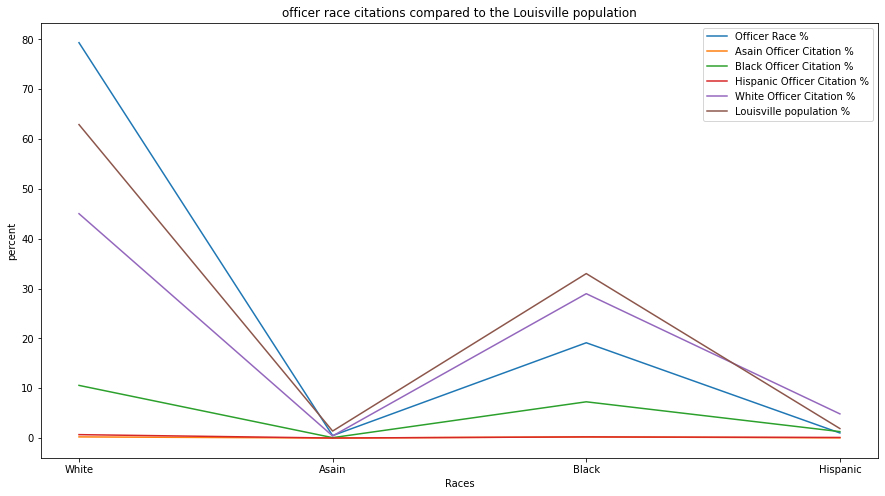 officer race citations compared to the Louisville population
Officer Race %
Asain Officer Citation %
Black Officer Citation %
Hispanic Officer Citation %
White Officer Citation %
Louisville population %
80
70
60
50
40
30
20
10
0
percent
White
Asain
Black
Hispanic
Races